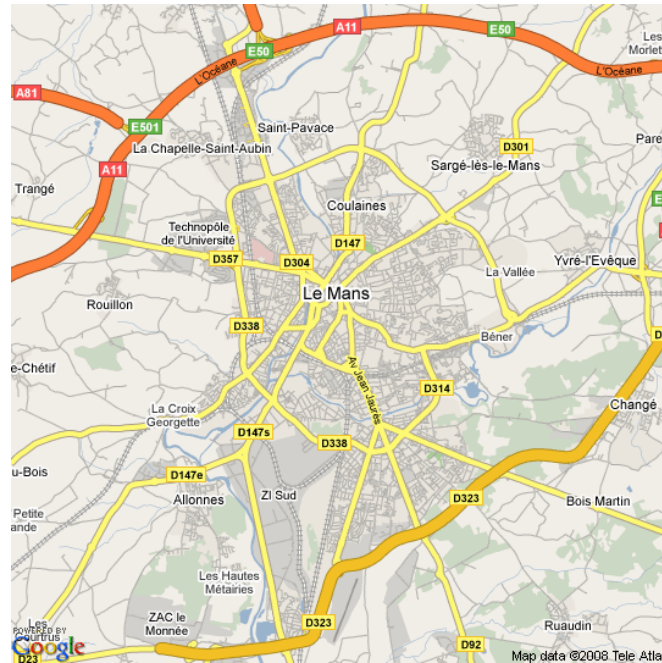 A11
E50
E50
L'Océane
Les
Morlet
L'Océane
A81
E501
Saint-Pavace
D301
La Chapelle-Saint-Aubin
Pare
Sargé-lès-le-Mans
A11
Trangé
Coulaines
Technopôle
de l'Université
D147
D357
D304
Yvré-l'Evêque
La Vallée
Le Mans
Rouillon
D338
Béner
e-Chétif
Av Jean Jaurès
D314
La Croix
Georgette
Changé
D147s
D338
u-Bois
D147e
Allonnes
ZI Sud
D323
Bois Martin
Petite
ande
Les Hautes
Métairies
Les
ZAC le
Monnée
D323
Ruaudin
POWERED BY
Google
D23
D92
Map data ©2008 Tele Atla